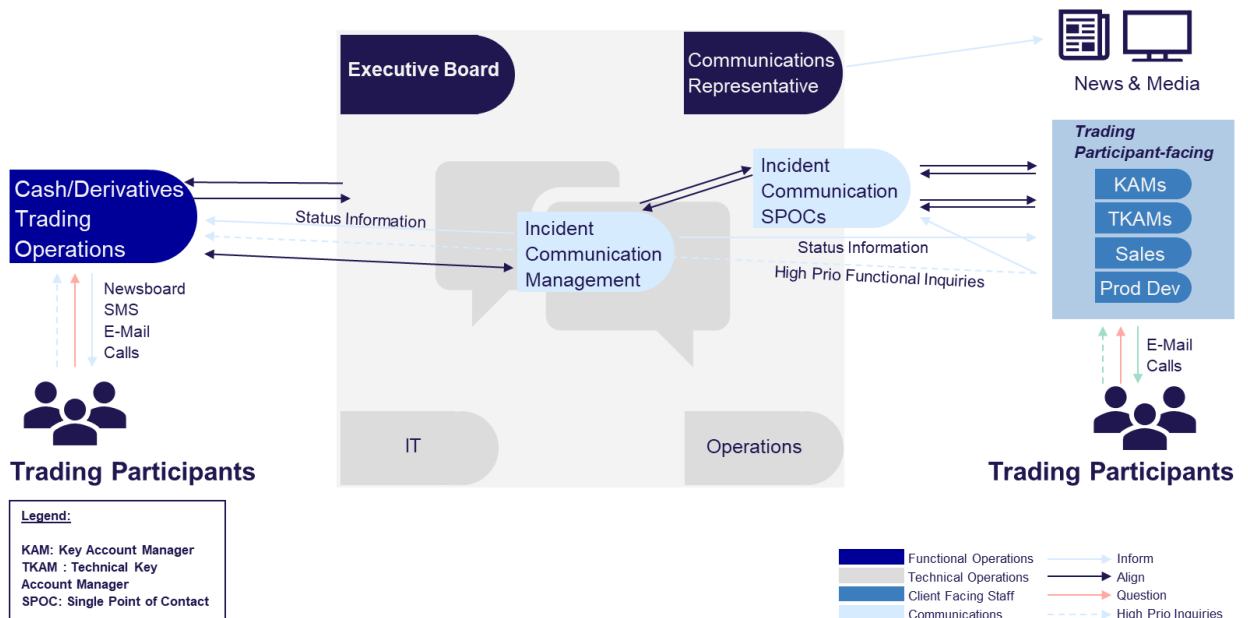 Executive Board
Communications
Representative
News & Media
Trading
Participant-facing
KAMs
TKAMs
Sales
Prod Dev
Cash/Derivatives
Trading
Operations
Status Information
Incident
Communication
Management
Incident
Communication
SPOCs
Status Information
High Prio Functional Inquiries
Newsboard
SMS
E-Mail
Calls
E-Mail
Calls
IT
Operations
Trading Participants
Trading Participants
Legend:
KAM: Key Account Manager
TKAM : Technical Key
Account Manager
SPOC: Single Point of Contact
Functional Operations
Technical Operations
Client Facing Staff
Communications
Inform
Align
Question
High Prio Inquiries